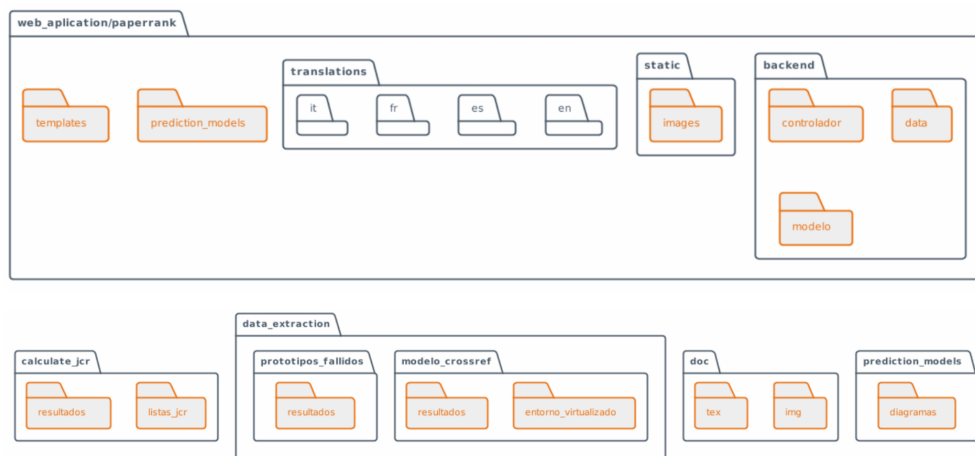 web_aplication/paperrank
templates
prediction_models
translations
it
fr
es
en
static
images
backend
controlador
data
modelo
calculate_jcr
resultados
listas_jcr
data_extraction
prototipos_fallidos
resultados
modelo_crossref
resultados
entorno_virtualizado
doc
tex
img
prediction_models
diagramas